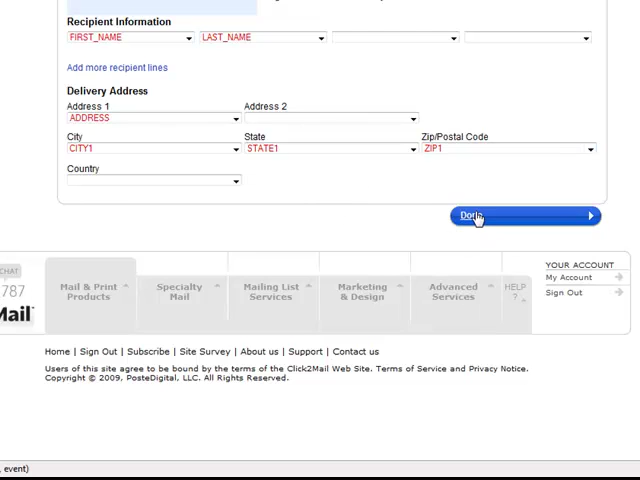 Recipient Information
FIRST_NAME LAST_NAME
Add more recipient lines
Delivery Address
Address 1 Address 2
ADDRESS
City State Zip/Postal Code
CITY1 STATE1 ZIP1
Country
Done
CHAT
787
Mail™
Mail & Print Products
Specialty Mail
Mailing List Services
Marketing & Design
Advanced Services
HELP ?
YOUR ACCOUNT
My Account
Sign Out
Home | Sign Out | Subscribe | Site Survey | About us | Support | Contact us
Users of this site agree to be bound by the terms of the Click2Mail Web Site. Terms of Service and Privacy Notice.
Copyright © 2009, PosteDigital, LLC. All Rights Reserved.
, event)